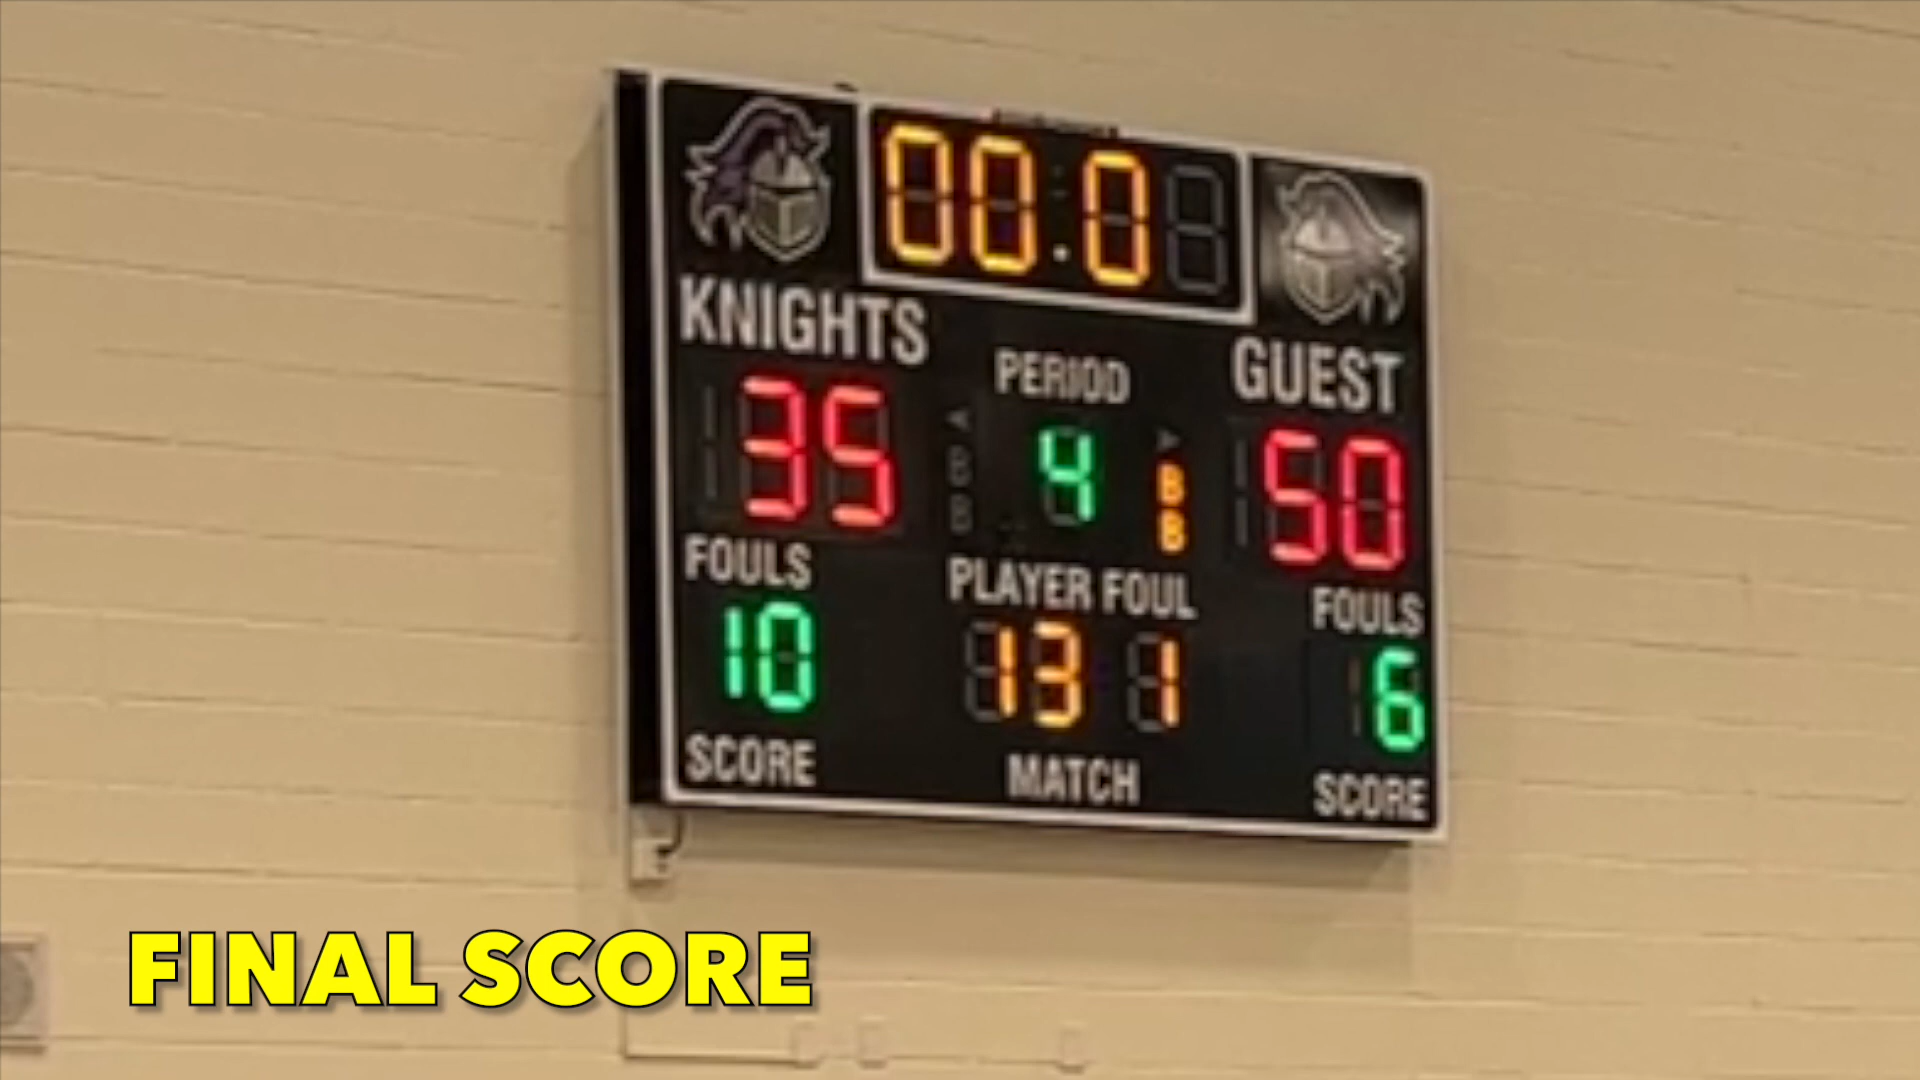 00.0
KNIGHTS
PERIOD
GUEST
35
4
50
B
B
FOULS
PLAYER FOUL
FOULS
10
13 1
6
SCORE
MATCH
SCORE
FINAL SCORE